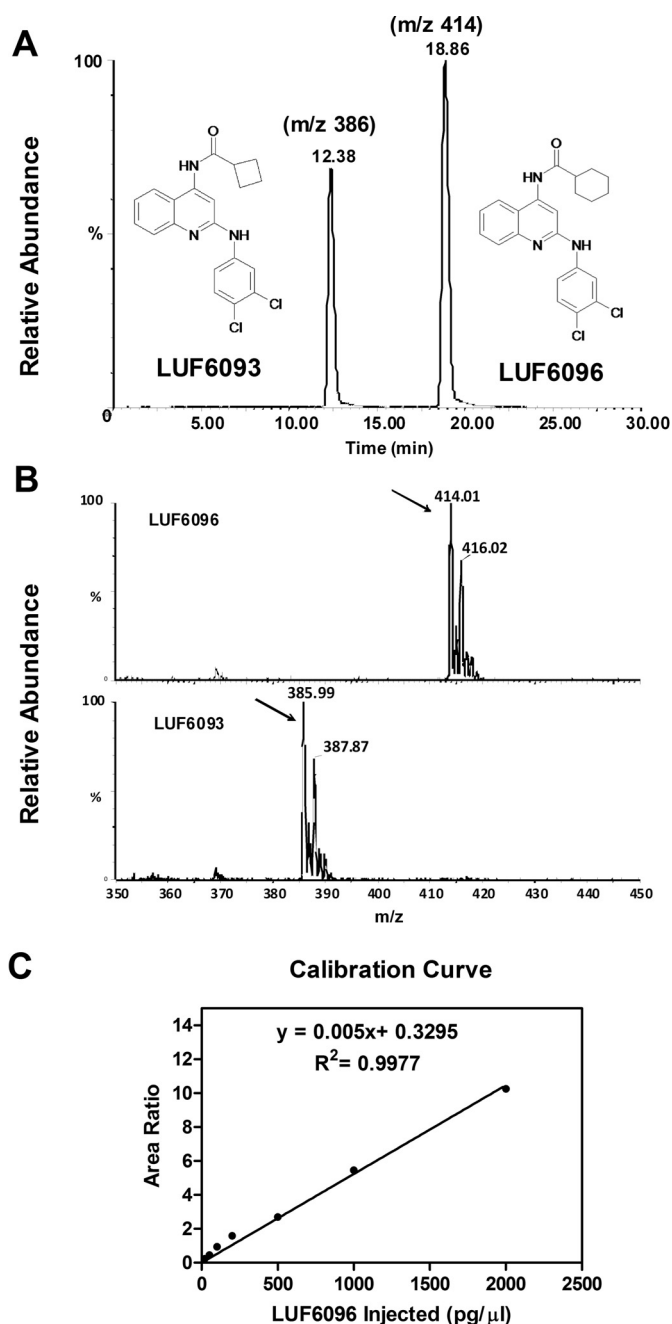 A
(m/z 414)
100
18.86
(m/z 386)
12.38
O
HN
N
NH
Cl
Cl
O
HN
N
NH
Cl
Cl
%
LUF6093
LUF6096
0
0
5.00
10.00
15.00
20.00
25.00
30.00
Time (min)
Relative Abundance
B
100
LUF6096
414.01
416.02
%
0
Relative Abundance
100
LUF6093
385.99
387.87
%
0
350 360 370 380 390 400 410 420 430 440 450
m/z
Relative Abundance
C
Calibration Curve
y = 0.005x+ 0.3295
R2= 0.9977
14
12
10
8
6
4
2
0
Area Ratio
0 500 1000 1500 2000 2500
LUF6096 Injected (pg/μl)